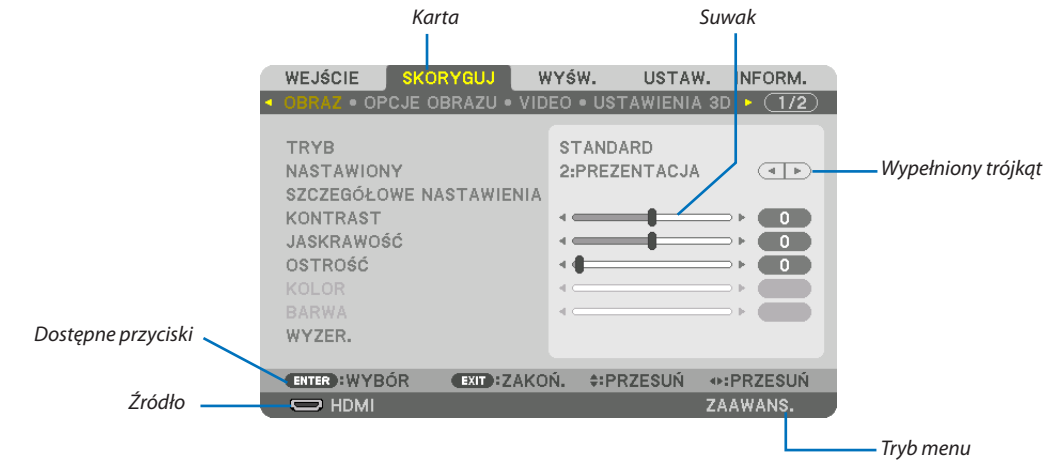 Karta
Suwak
WEJŚCIE SKORYGUJ WYŚW. USTAW. INFORM.
OBRAZ • OPCJE OBRAZU • VIDEO • USTAWIENIA 3D 1/2
TRYB STANDARD
NASTAWIONY 2:PREZENTACJA
Wypełniony trójkąt
SZCZEGÓŁOWE NASTAWIENIA
KONTRAST 0
JASKRAWOŚĆ 0
OSTROŚĆ 0
KOLOR
BARWA
WYZER.
Dostępne przyciski
ENTER :WYBÓR EXIT :ZAKOŃ. :PRZESUŃ :PRZESUŃ
Źródło
HDMI ZAAWANS.
Tryb menu